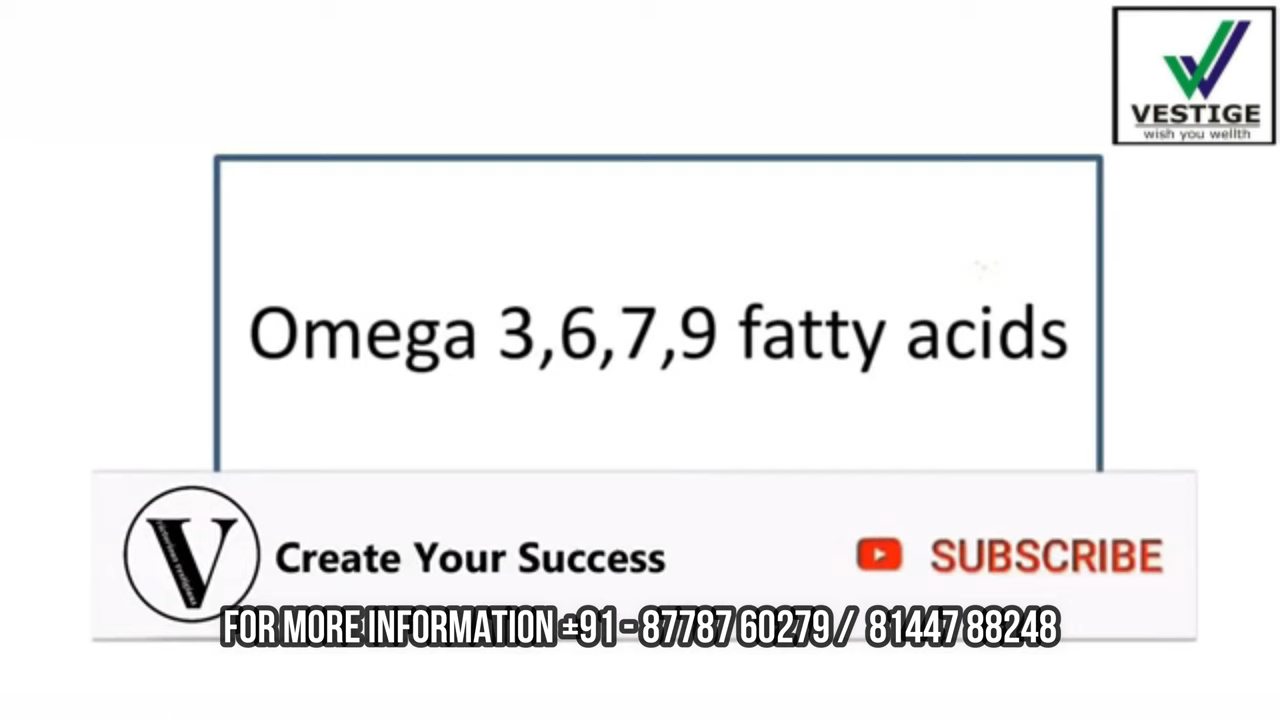 VESTIGE
wish you wellth
Omega 3,6,7,9 fatty acids
V
Create Your Success
SUBSCRIBE
FOR MORE INFORMATION ±91 - 87787 60279 / 81447 88248